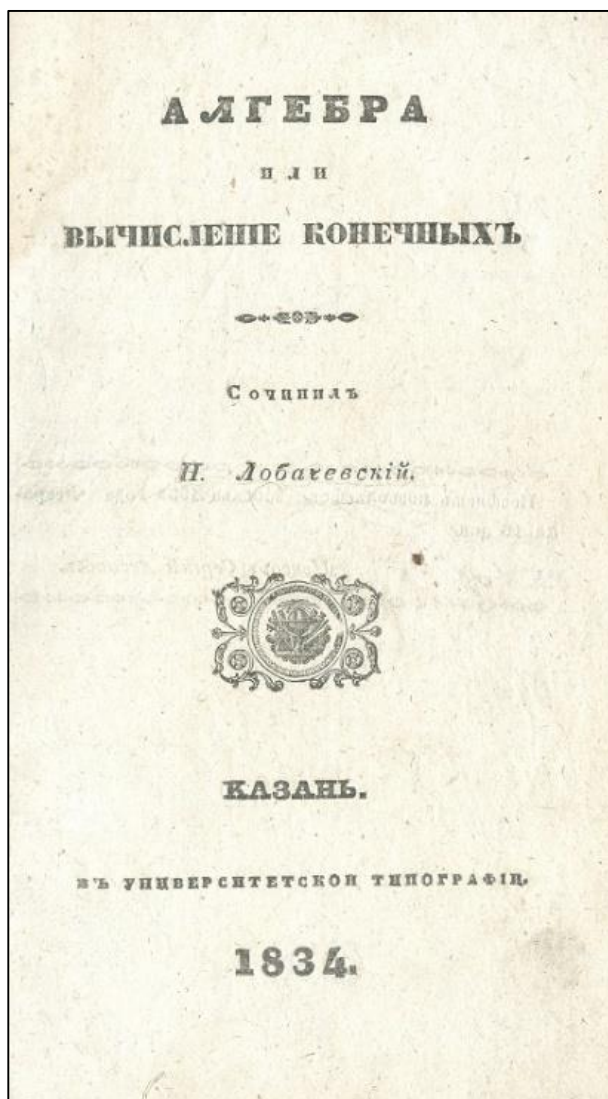 АЛГЕБРА
ИЛИ
ВЫЧИСЛЕНІЕ КОНЕЧНЫХЪ
Сочинилъ
Н. Лобачевскій.
КАЗАНЬ.
ВЪ УНИВЕРСИТЕТСКОЙ ТИПОГРАФІИ.
1834.